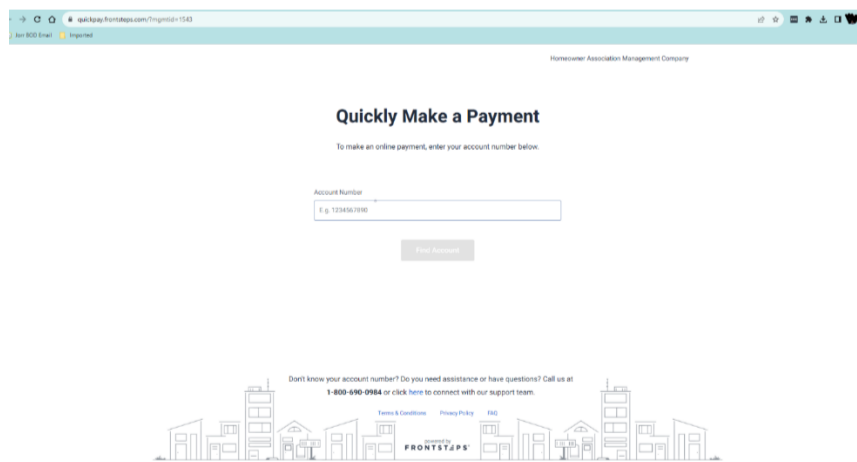 quickpay.frontsteps.com/?mgmtid=1543
Jon BOD Email Imported
Homeowner Association Management Company
Quickly Make a Payment
To make an online payment, enter your account number below.
Account Number
E.g. 1234567890
Find Account
Don't know your account number? Do you need assistance or have questions? Call us at
1-800-690-0984 or click here to connect with our support team.
Terms & Conditions Privacy Policy FAQ
powered by
FRONTSTEPS